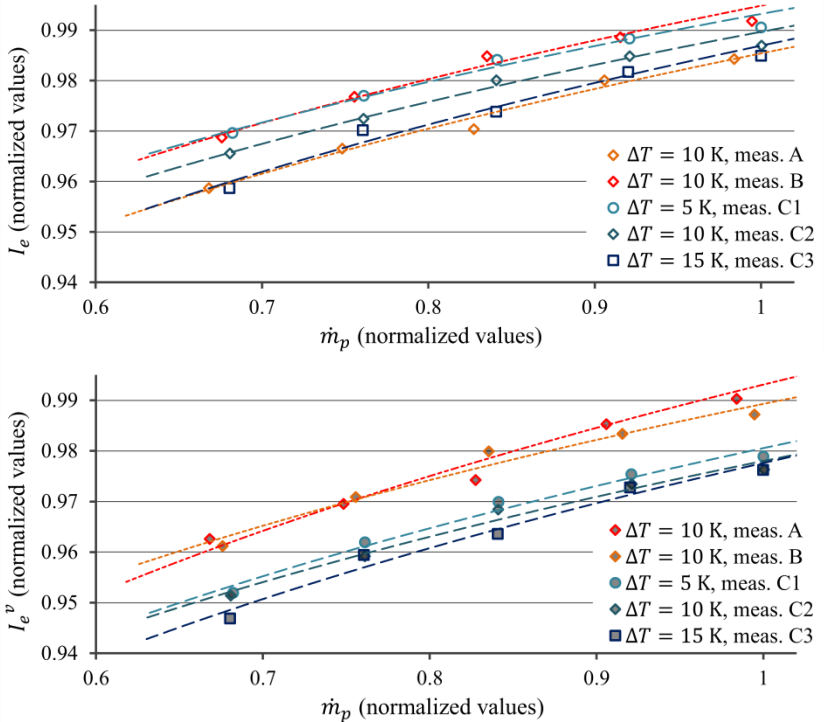 0.99
0.98
0.97
0.96
0.95
0.94
I_e (normalized values)
ΔT = 10 K, meas. A
ΔT = 10 K, meas. B
ΔT = 5 K, meas. C1
ΔT = 10 K, meas. C2
ΔT = 15 K, meas. C3
0.6 0.7 0.8 0.9 1
ṁ_p (normalized values)
0.99
0.98
0.97
0.96
0.95
0.94
I_e^v (normalized values)
ΔT = 10 K, meas. A
ΔT = 10 K, meas. B
ΔT = 5 K, meas. C1
ΔT = 10 K, meas. C2
ΔT = 15 K, meas. C3
0.6 0.7 0.8 0.9 1
ṁ_p (normalized values)